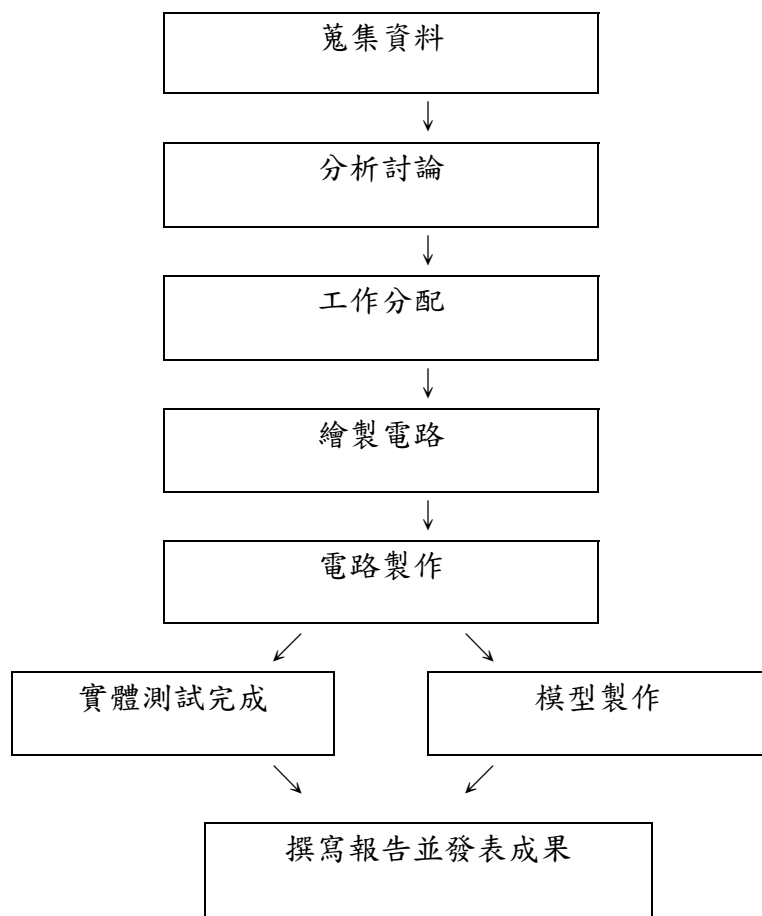 蒐集資料
分析討論
工作分配
繪製電路
電路製作
實體測試完成
模型製作
撰寫報告並發表成果